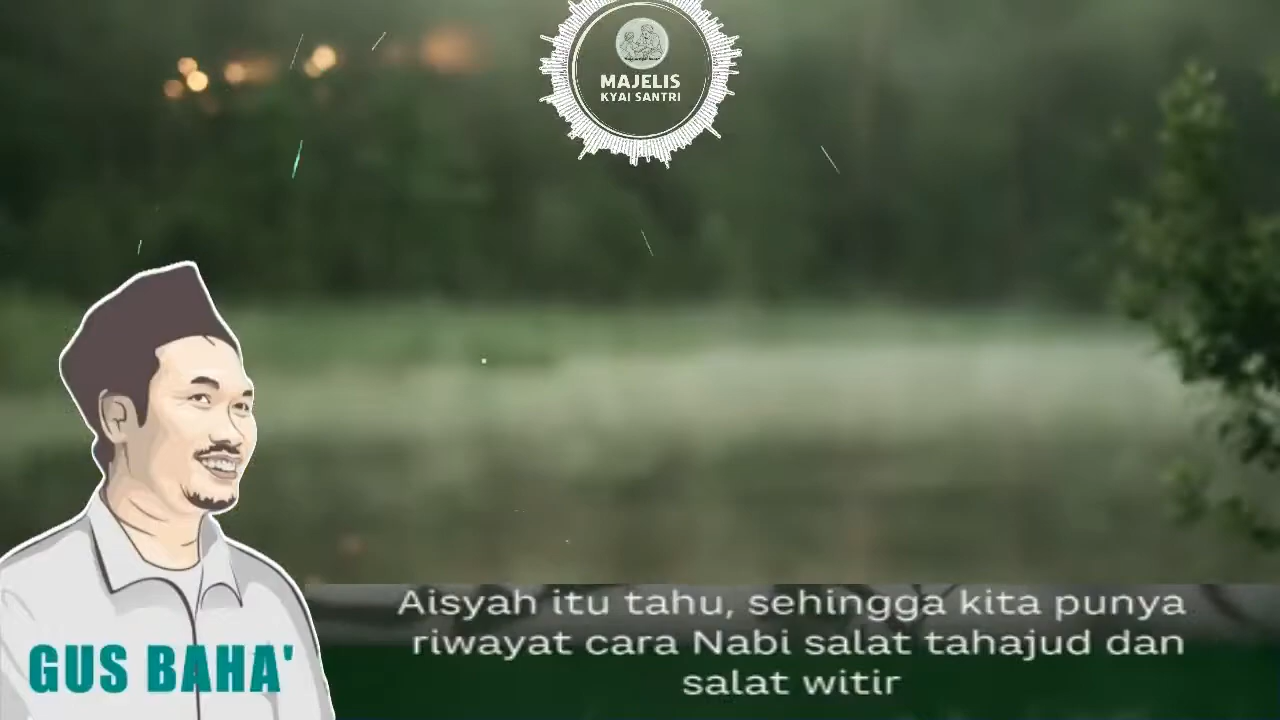 MAJELIS
KYAI SANTRI
GUS BAHA'
Aisyah itu tahu, sehingga kita punya
riwayat cara Nabi salat tahajud dan
salat witir